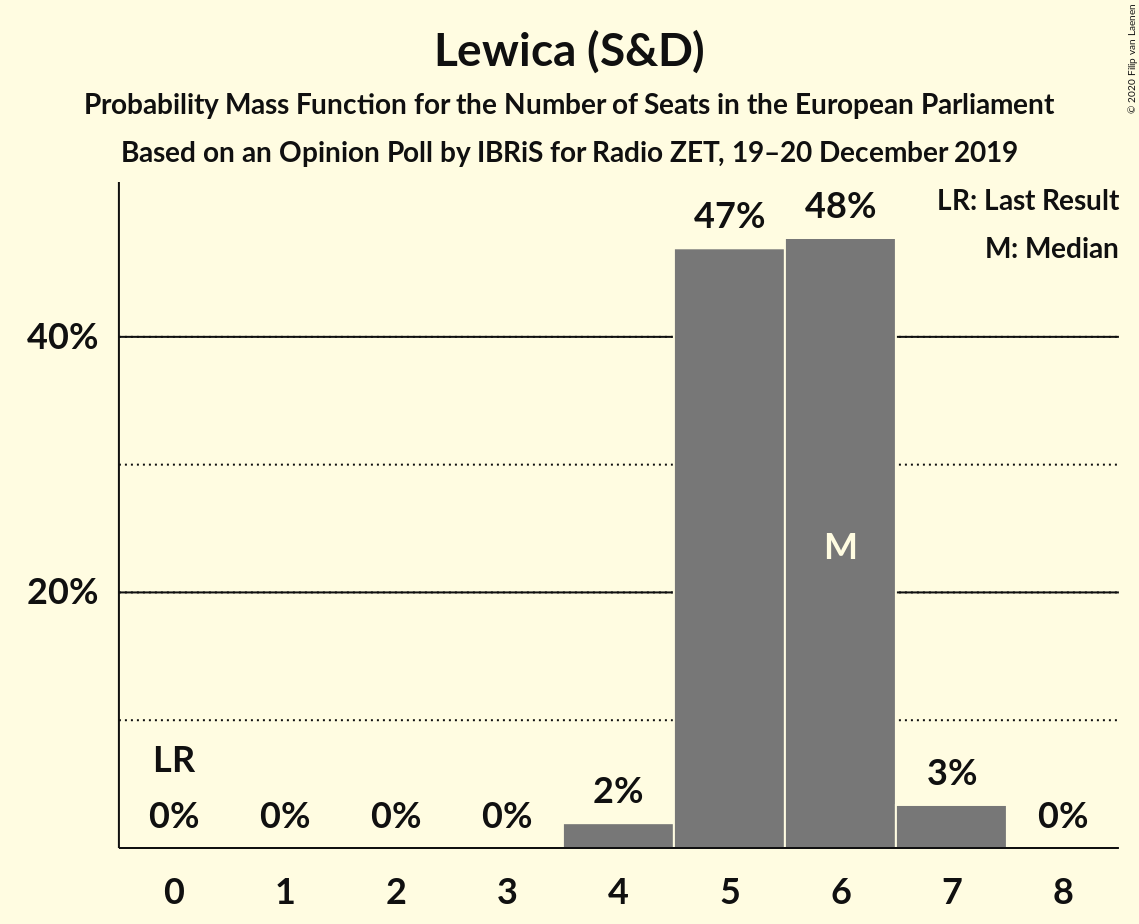 Lewica (S&D)
Probability Mass Function for the Number of Seats in the European Parliament
Based on an Opinion Poll by IBRiS for Radio ZET, 19–20 December 2019
© 2020 Filip van Laenen
LR: Last Result
M: Median
47%
48%
40%
M
20%
LR
0%
0%
0%
0%
2%
3%
0%
0
1
2
3
4
5
6
7
8